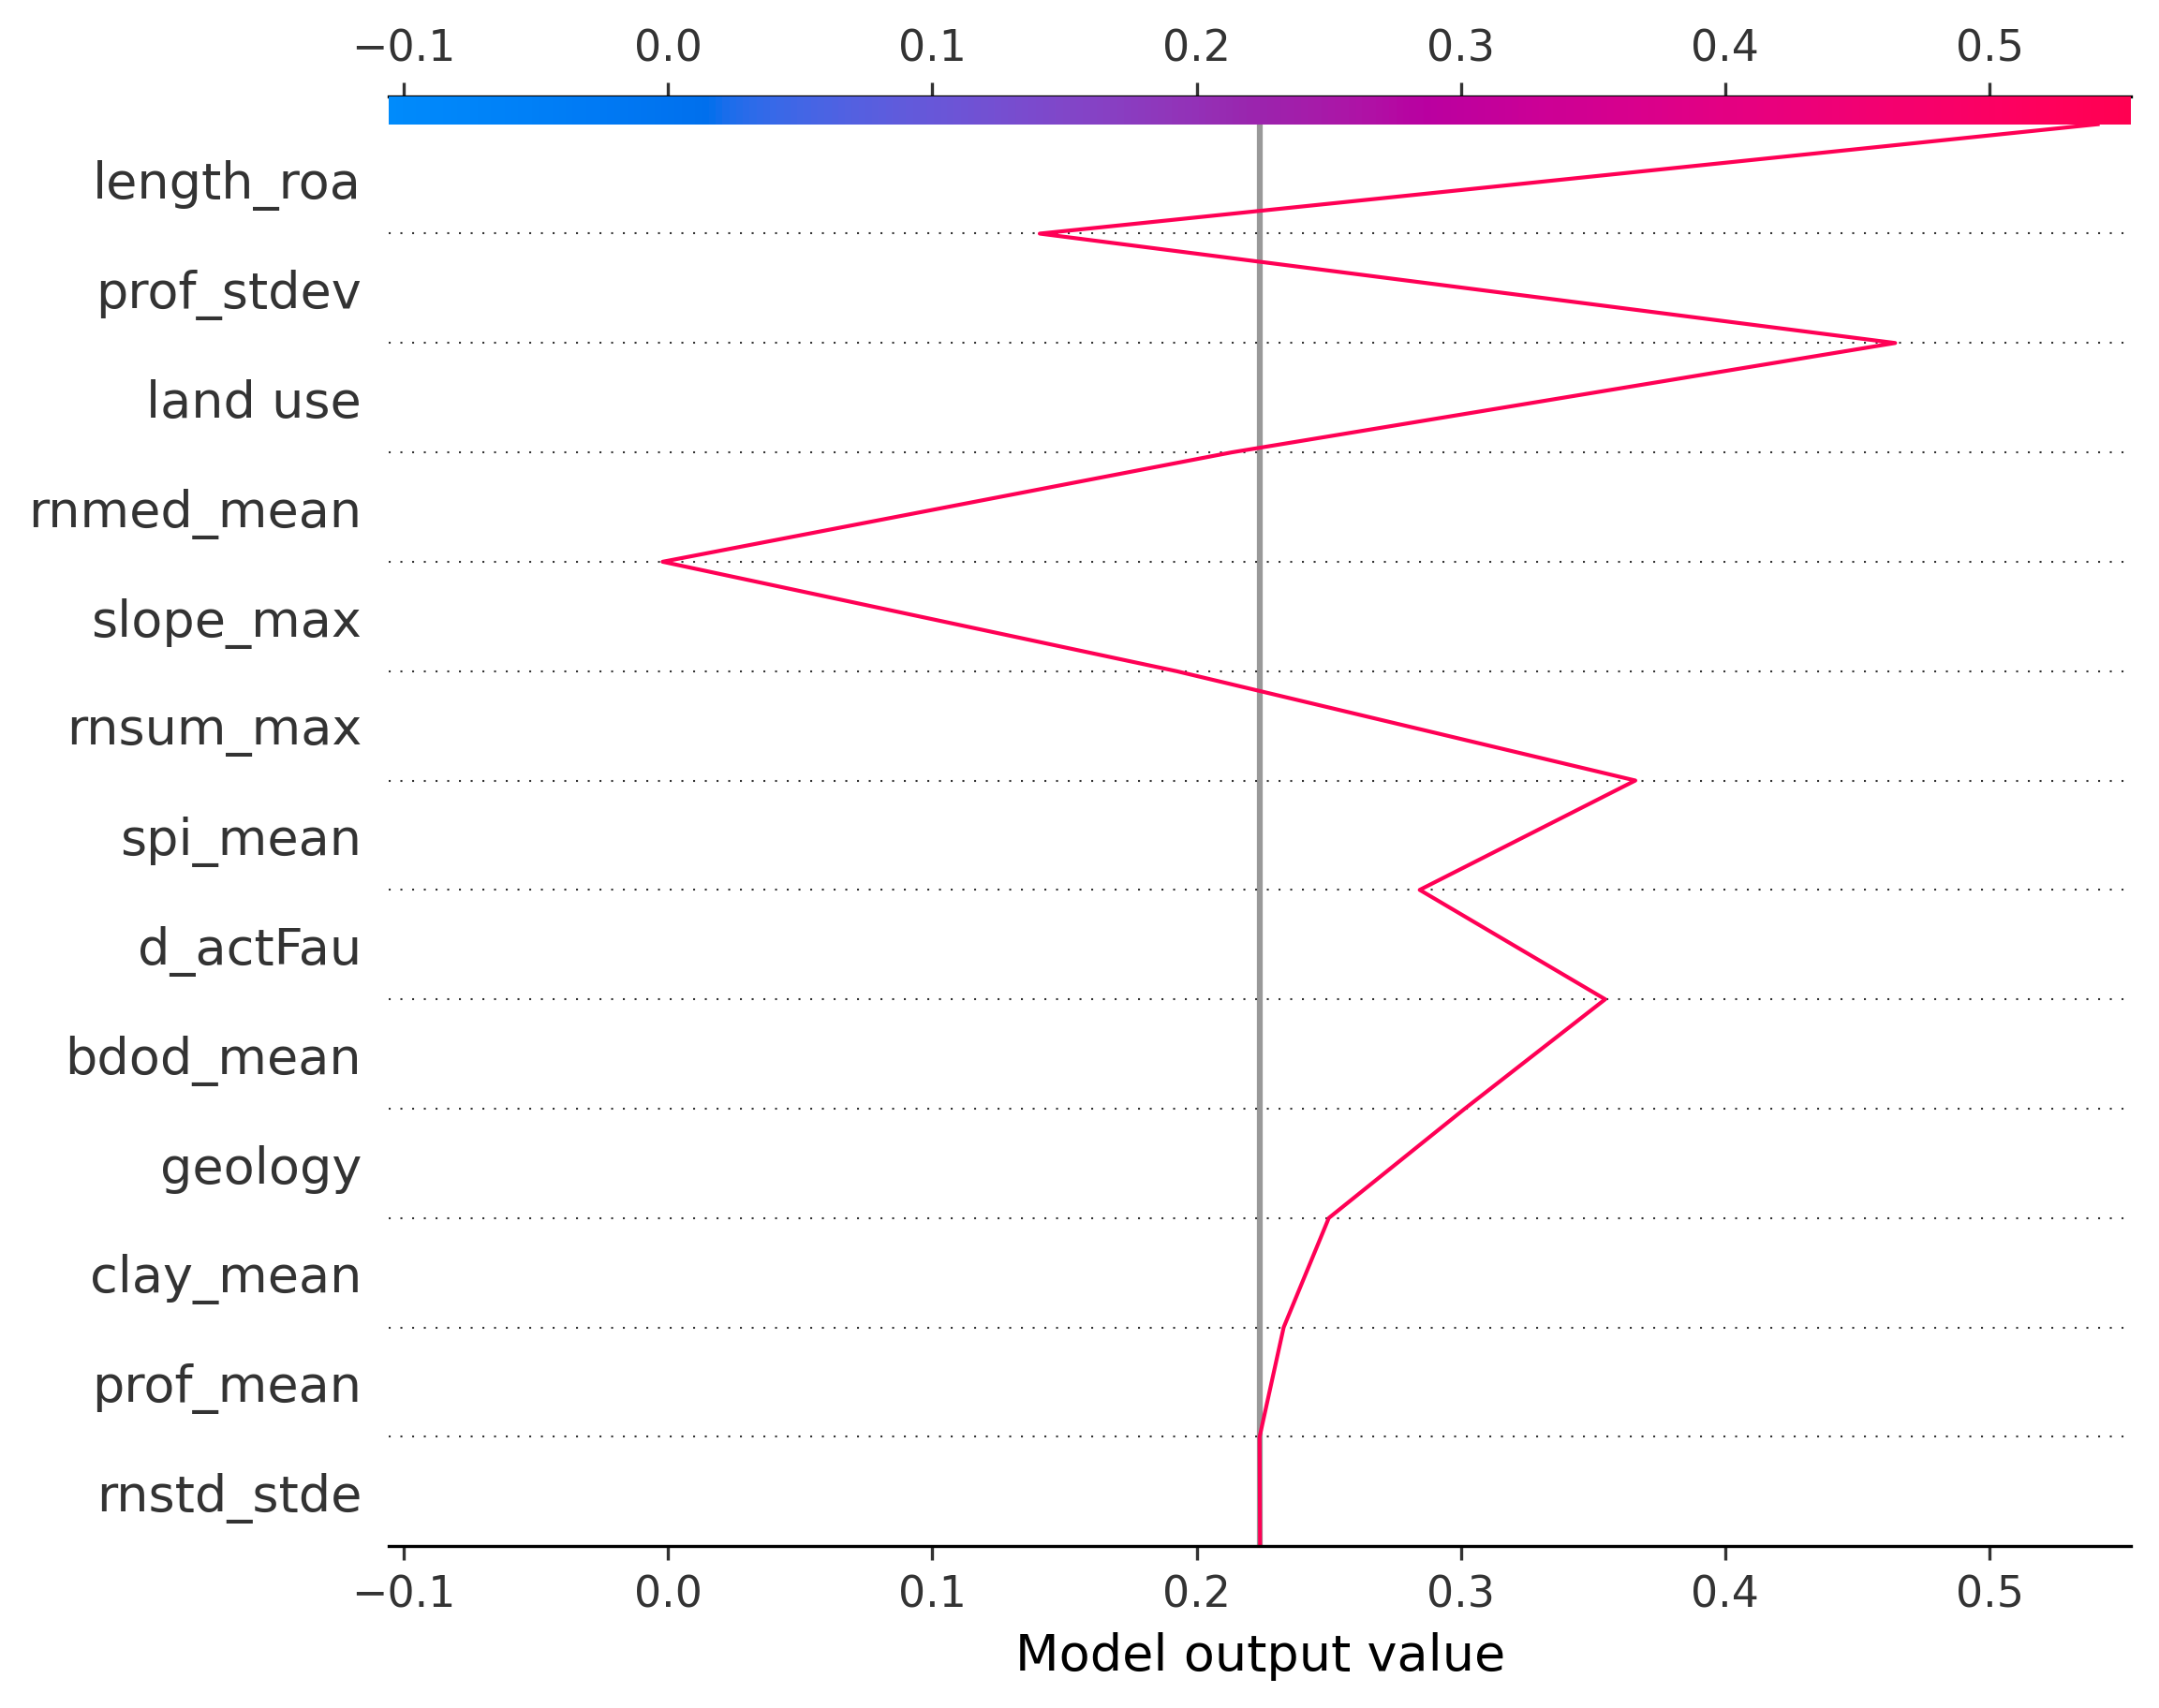 −0.1 0.0 0.1 0.2 0.3 0.4 0.5
length_roa
prof_stdev
land use
rnmed_mean
slope_max
rnsum_max
spi_mean
d_actFau
bdod_mean
geology
clay_mean
prof_mean
rnstd_stde
−0.1 0.0 0.1 0.2 0.3 0.4 0.5
Model output value